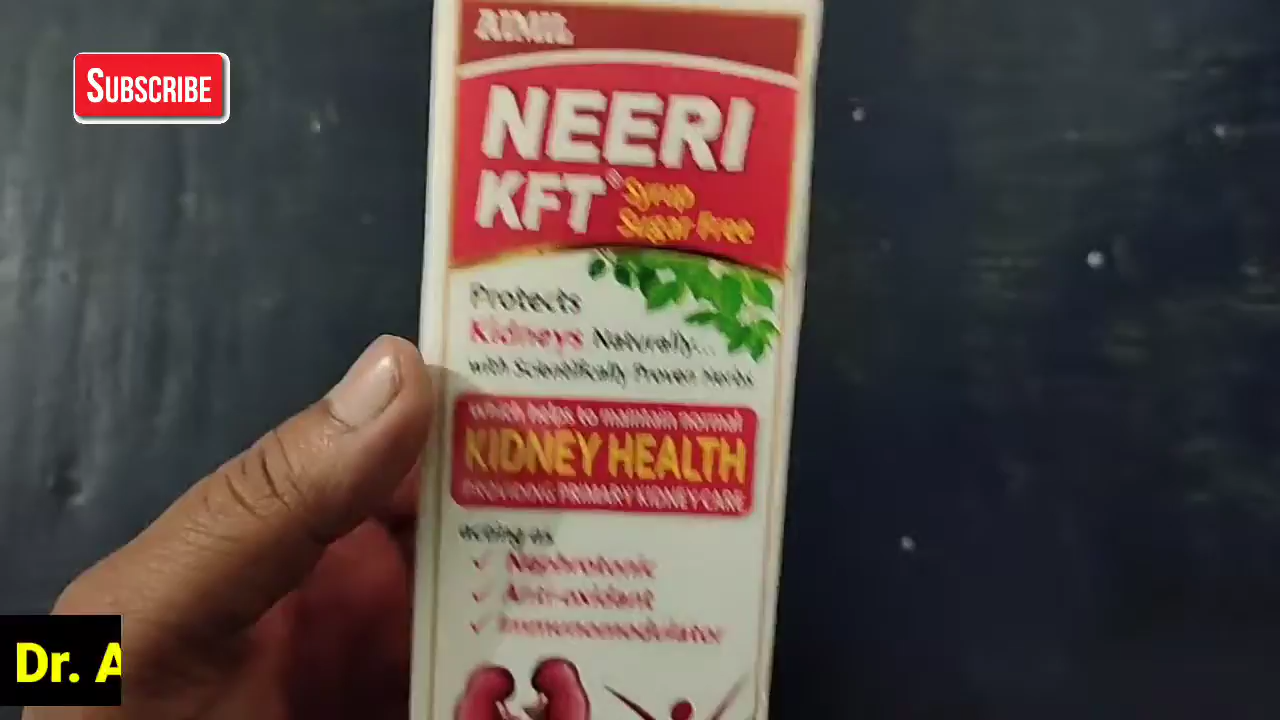 AIMIL
SUBSCRIBE
NEERI
KFT® Syrup
Sugar Free
Protects
Kidneys Naturally...
with Scientifically Proven Herbs
which helps to maintain normal
KIDNEY HEALTH
PROVIDING PRIMARY KIDNEY CARE
acting as
✓ Nephrotonic
✓ Anti-oxidant
✓ Immunomodulator
Dr. A